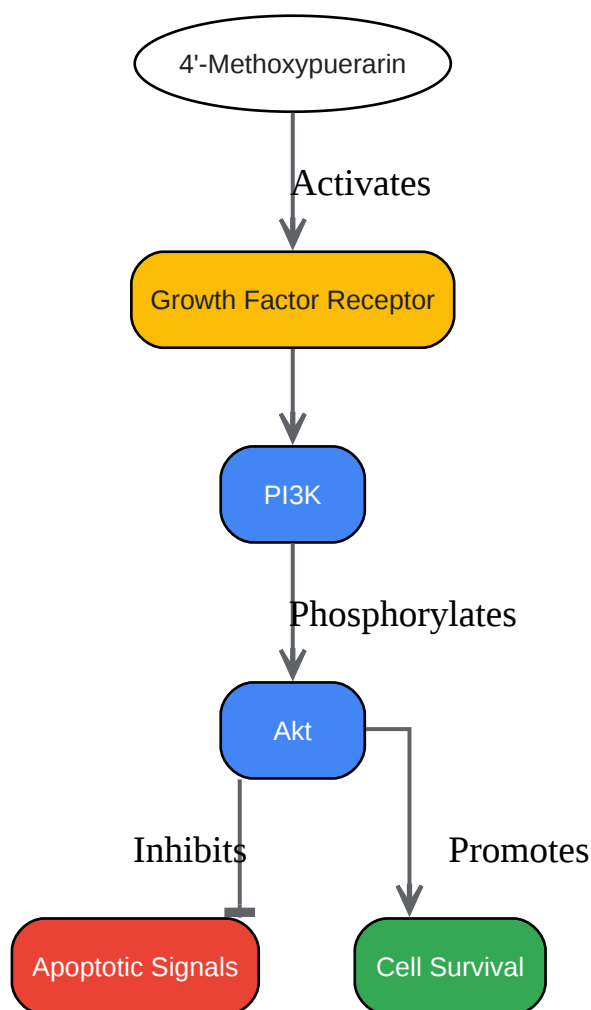 4'-Methoxypuerarin
Activates
Growth Factor Receptor
PI3K
Phosphorylates
Akt
Inhibits
Promotes
Apoptotic Signals
Cell Survival